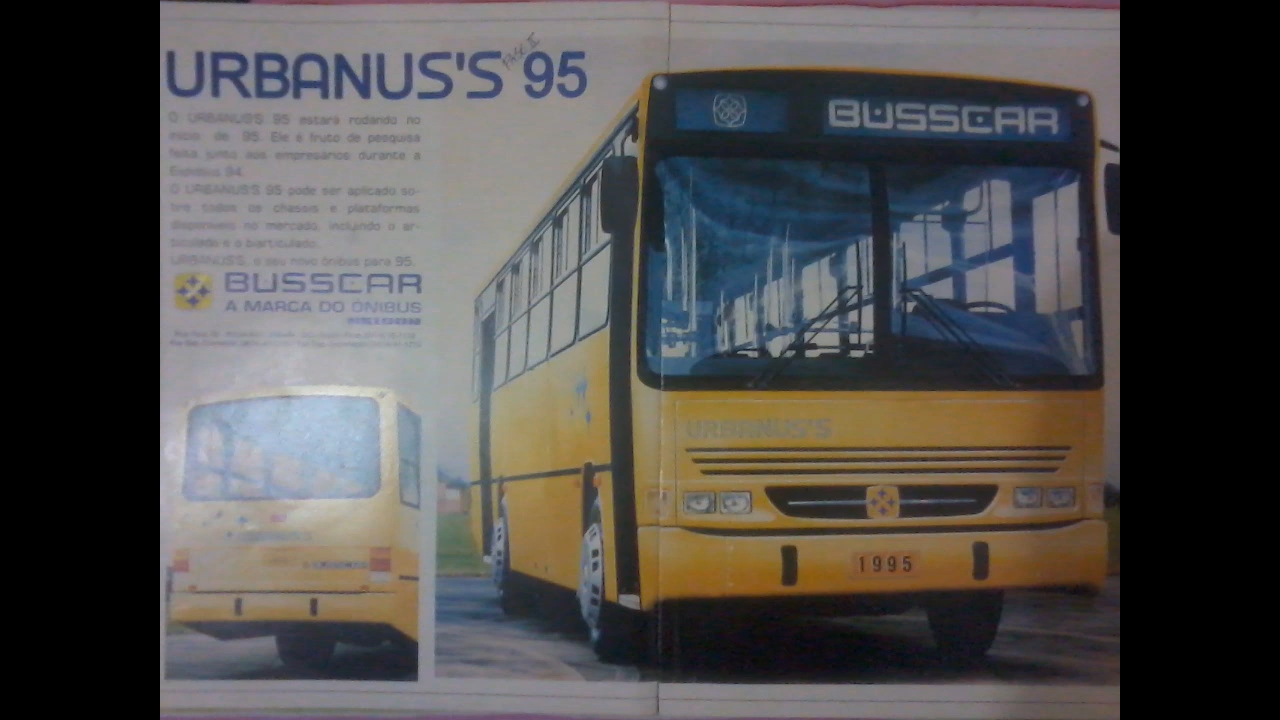 URBANUS'S 95
O URBANUS'S 95 estará rodando no
início de 95. Ele é fruto de pesquisa
feita junto aos empresários durante a
Exhibus 94.
O URBANUS'S 95 pode ser aplicado so-
bre todos os chassis e plataformas
disponíveis no mercado, incluindo o ar-
ticulado e o biarticulado.
URBANUS'S, o seu novo ônibus para 95.
BUSSCAR
A MARCA DO ÔNIBUS
BUSSCAR
URBANUS'S
1995